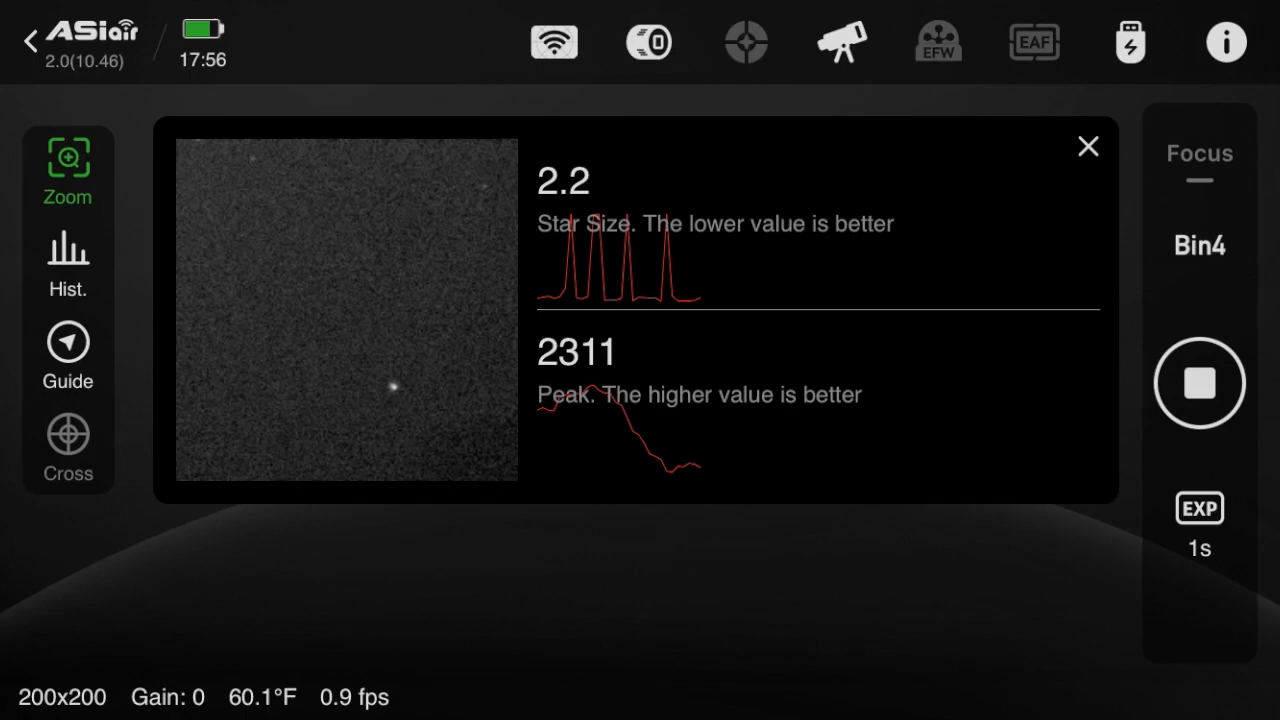 ASIair
2.0(10.46)
17:56
EFW
EAF
Zoom
Hist.
Guide
Cross
2.2
Star Size. The lower value is better
2311
Peak. The higher value is better
Focus
Bin4
EXP
1s
200x200 Gain: 0 60.1°F 0.9 fps